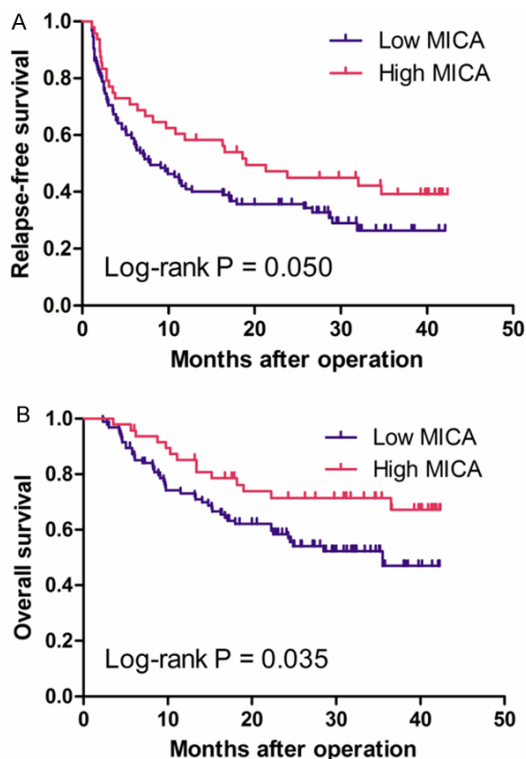 A
1.0
0.8
0.6
0.4
0.2
0.0
Relapse-free survival
Low MICA
High MICA
Log-rank P = 0.050
0 10 20 30 40 50
Months after operation
B
1.0
0.8
0.6
0.4
0.2
0.0
Overall survival
Low MICA
High MICA
Log-rank P = 0.035
0 10 20 30 40 50
Months after operation